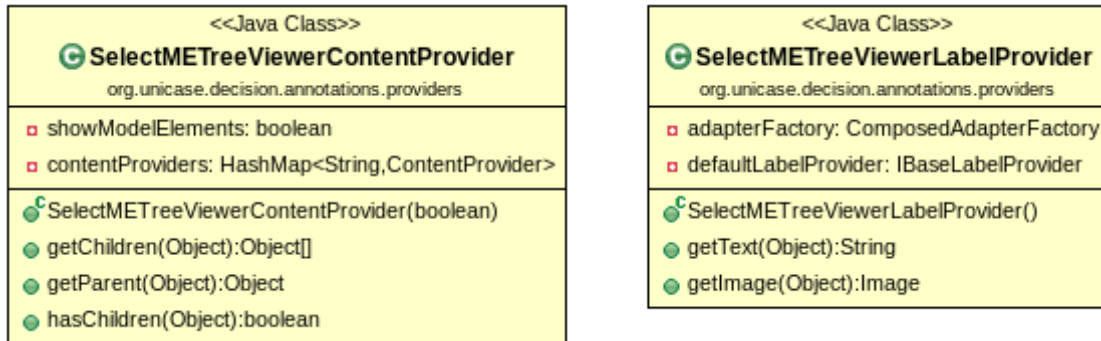 <<Java Class>>
SelectMETreeViewerContentProvider
org.unicase.decision.annotations.providers
showModelElements: boolean
contentProviders: HashMap<String,ContentProvider>
SelectMETreeViewerContentProvider(boolean)
getChildren(Object):Object[]
getParent(Object):Object
hasChildren(Object):boolean
<<Java Class>>
SelectMETreeViewerLabelProvider
org.unicase.decision.annotations.providers
adapterFactory: ComposedAdapterFactory
defaultLabelProvider: IBaseLabelProvider
SelectMETreeViewerLabelProvider()
getText(Object):String
getImage(Object):Image